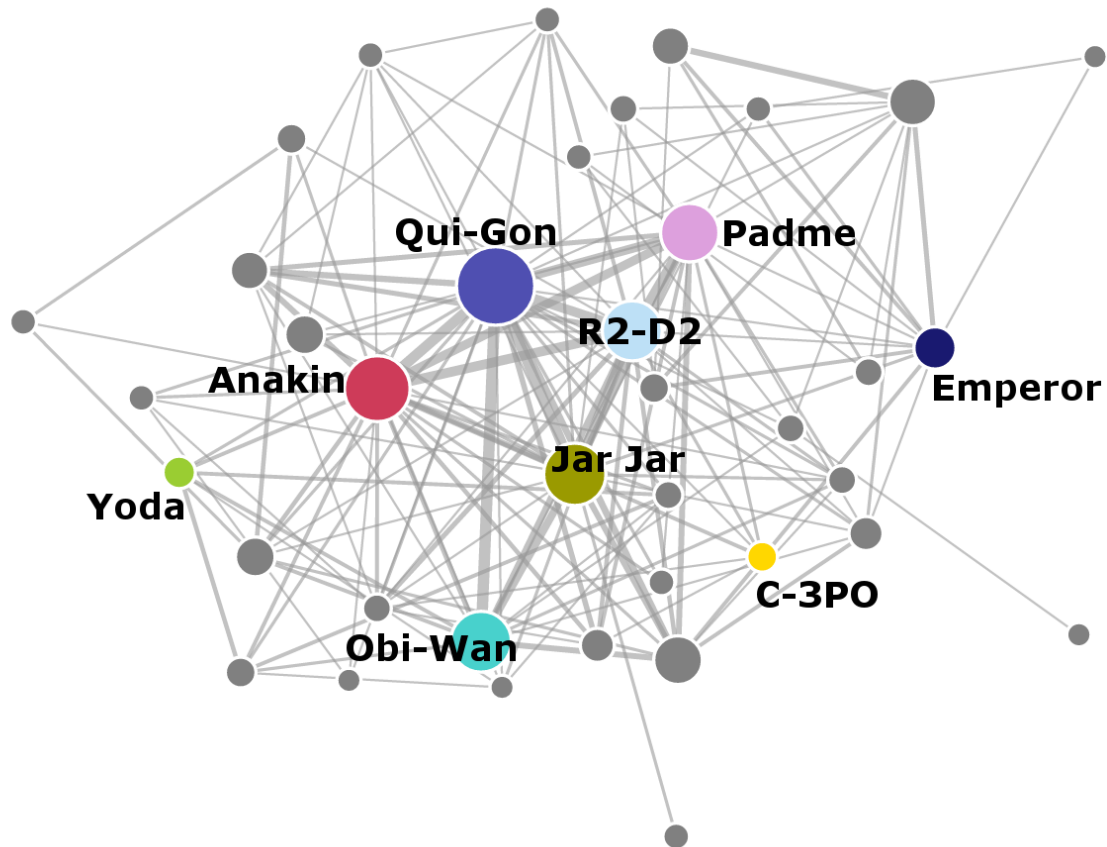 Qui-Gon
Padme
R2-D2
Anakin
Emperor
Jar Jar
Yoda
C-3PO
Obi-Wan